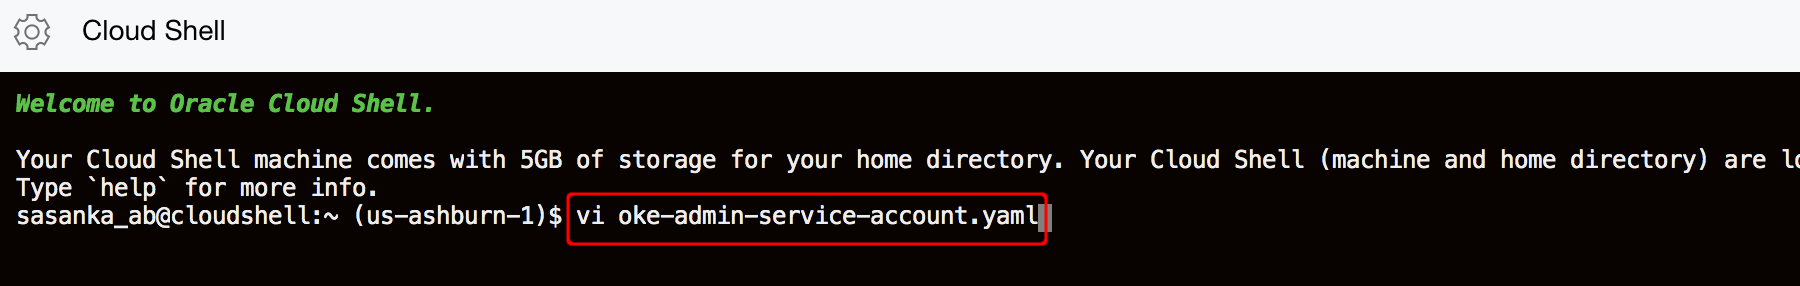 Cloud Shell
Welcome to Oracle Cloud Shell.
Your Cloud Shell machine comes with 5GB of storage for your home directory. Your Cloud Shell (machine and home directory) are
Type `help` for more info.
sasanka_ab@cloudshell:~ (us-ashburn-1)$ vi oke-admin-service-account.yaml